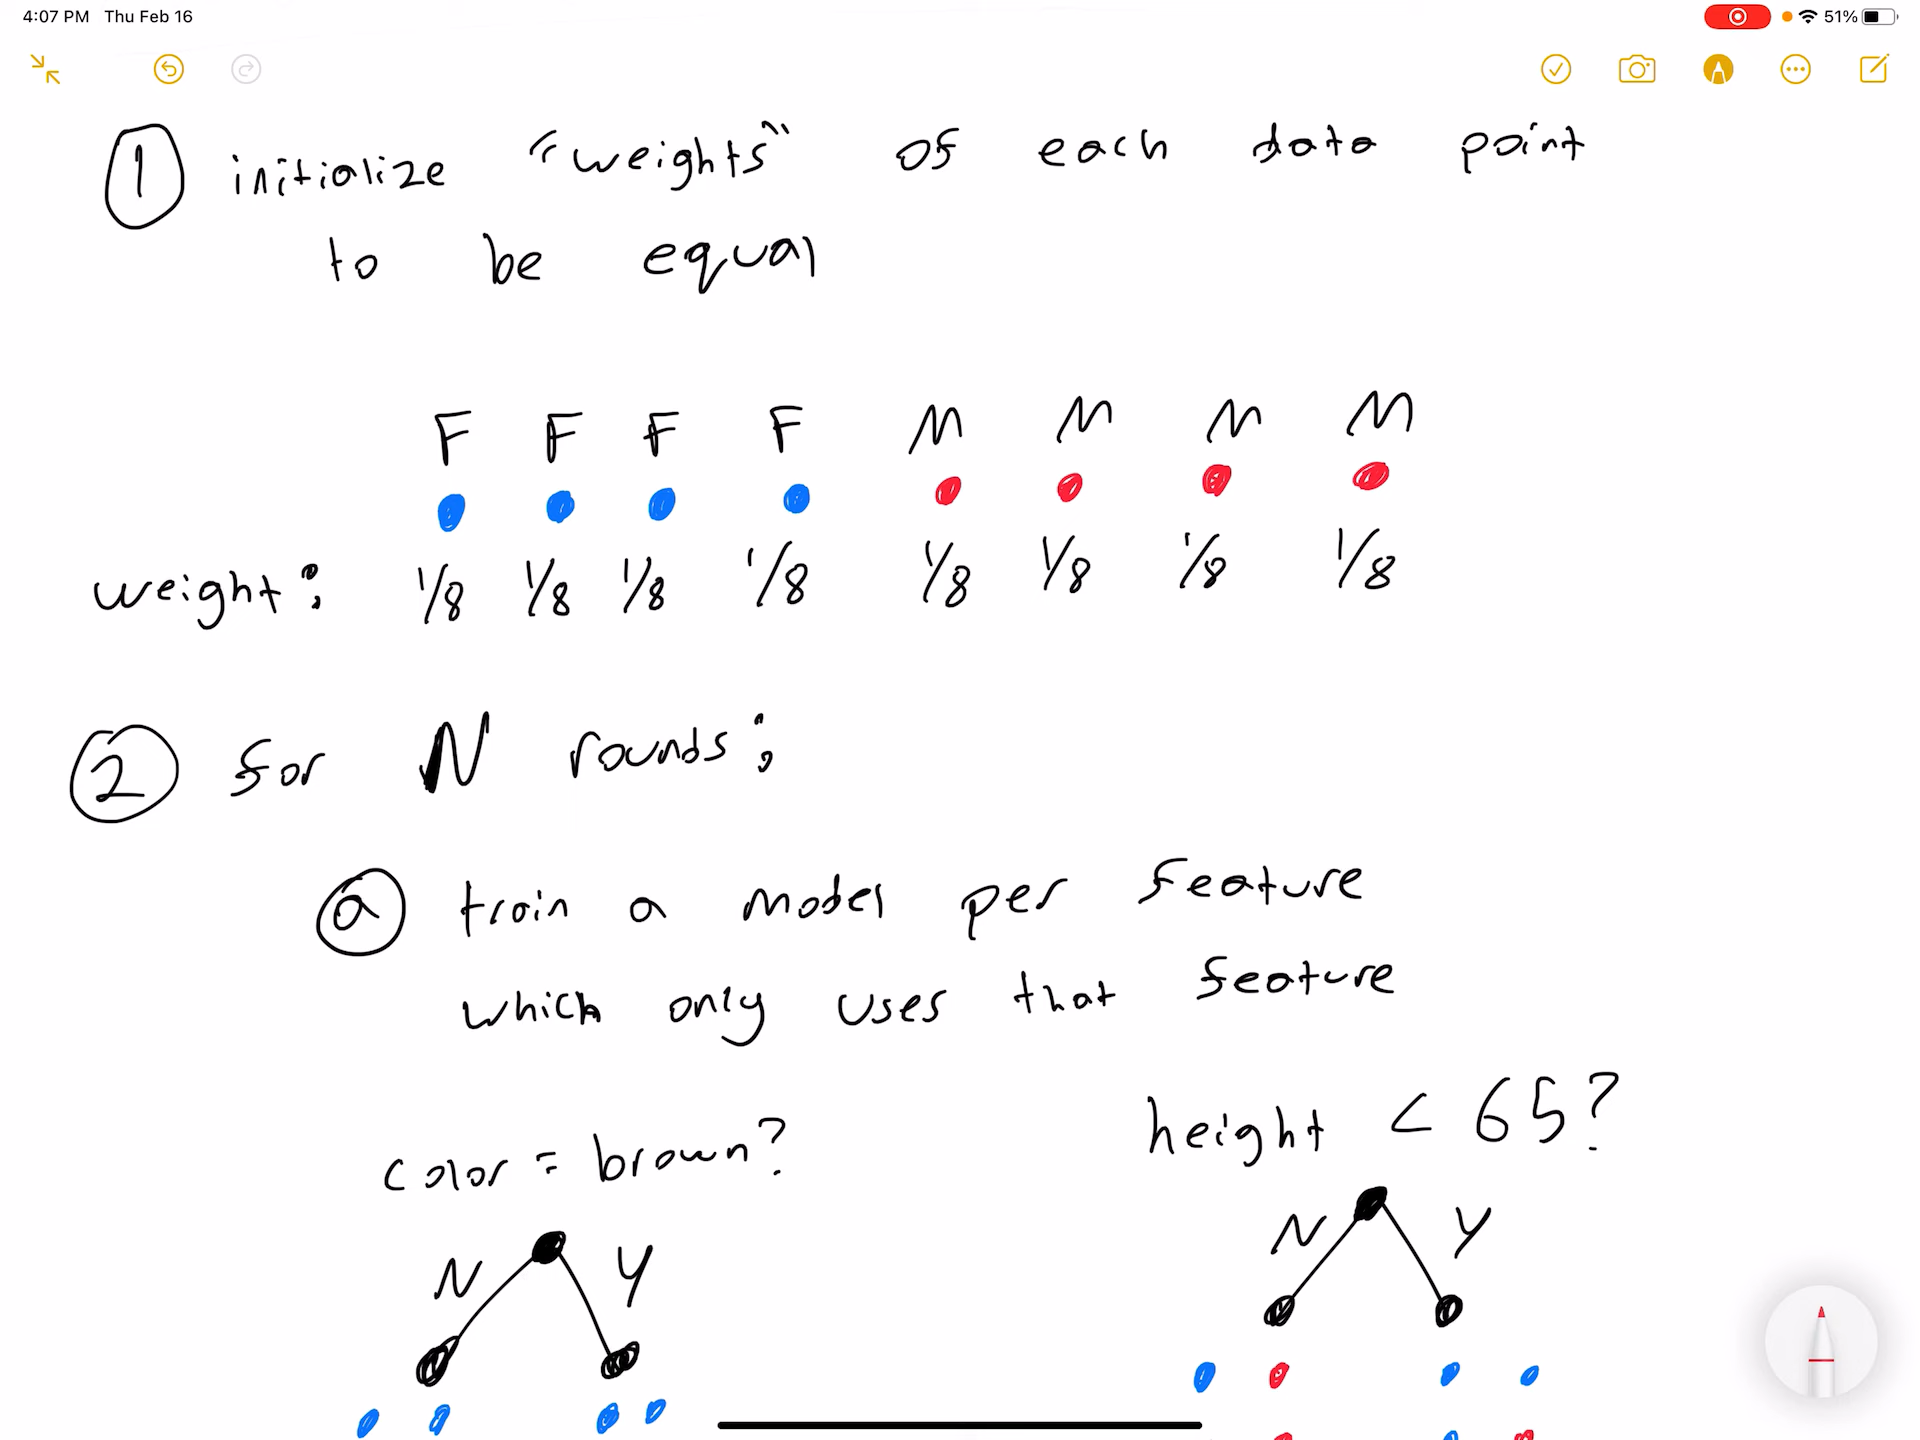 4:07 PM Thu Feb 16 51%
1 initialize "weights" of each data point
to be equal
F F F F M M M M
weight: 1/8 1/8 1/8 1/8 1/8 1/8 1/8 1/8
2 for N rounds:
a train a model per feature
which only uses that feature
color = brown? height < 65?
N Y N Y